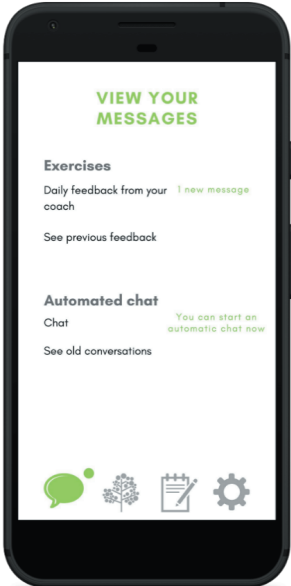 VIEW YOUR
MESSAGES
Exercises
Daily feedback from your 1 new message
coach
See previous feedback
Automated chat
Chat
You can start an
automatic chat now
See old conversations